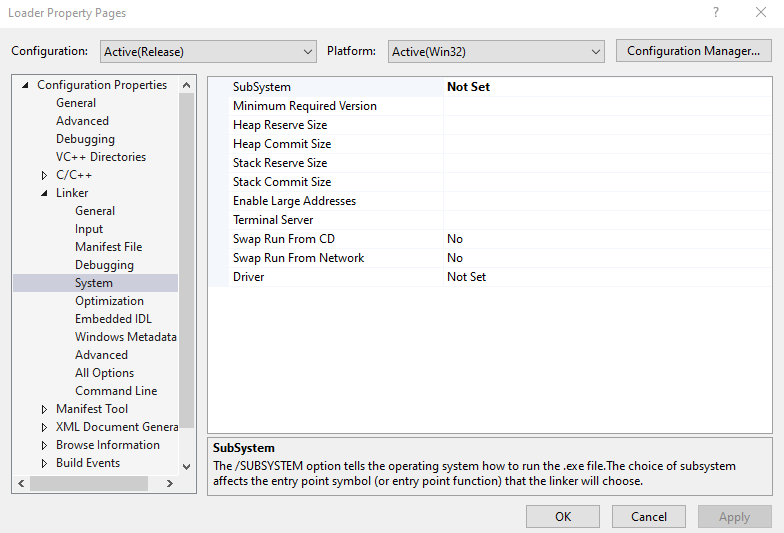 Loader Property Pages
Configuration: Active(Release) Platform: Active(Win32) Configuration Manager...
Configuration Properties
General
Advanced
Debugging
VC++ Directories
C/C++
Linker
General
Input
Manifest File
Debugging
System
Optimization
Embedded IDL
Windows Metadata
Advanced
All Options
Command Line
Manifest Tool
XML Document Genera
Browse Information
Build Events
SubSystem Not Set
Minimum Required Version
Heap Reserve Size
Heap Commit Size
Stack Reserve Size
Stack Commit Size
Enable Large Addresses
Terminal Server
Swap Run From CD No
Swap Run From Network No
Driver Not Set
SubSystem
The /SUBSYSTEM option tells the operating system how to run the .exe file.The choice of subsystem
affects the entry point symbol (or entry point function) that the linker will choose.
OK Cancel Apply